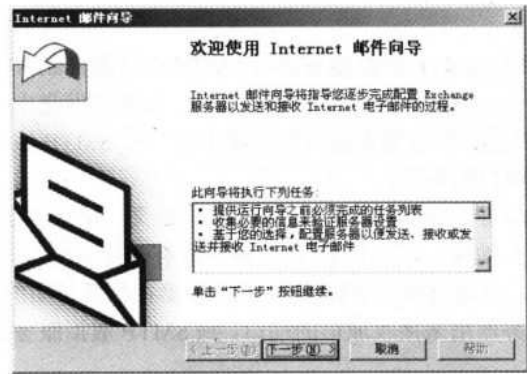 Internet 邮件向导
欢迎使用 Internet 邮件向导
Internet 邮件向导将指导您逐步完成配置 Exchange
服务器以发送和接收 Internet 电子邮件的过程。
此向导将执行下列任务:
• 提供运行向导之前必须完成的任务列表
• 收集必要的信息来验证服务器设置
• 基于您的选择，配置服务器以便发送、接收或发
送并接收 Internet 电子邮件
单击“下一步”按钮继续。
< 上一步(B) 下一步(N) > 取消 帮助